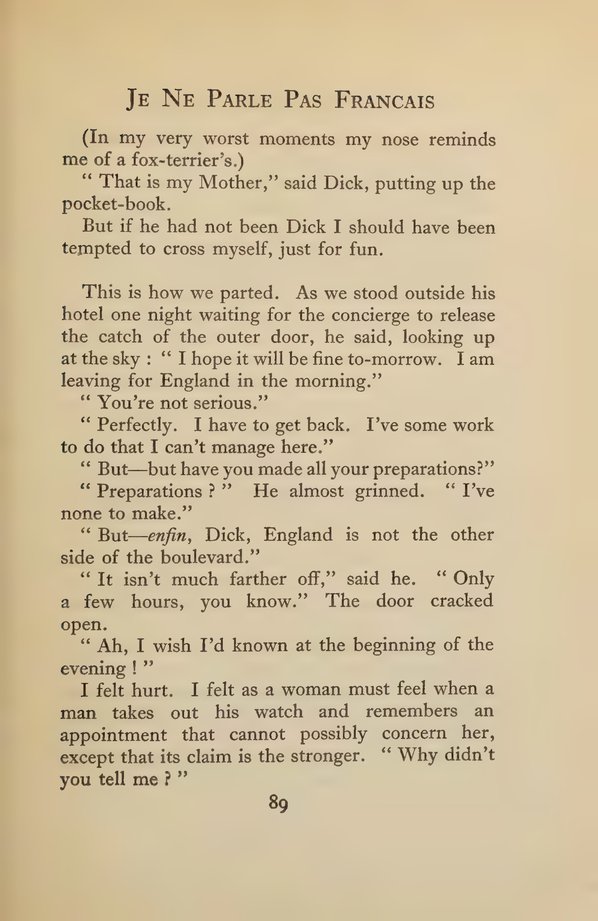 Je Ne Parle Pas Francais
(In my very worst moments my nose reminds
me of a fox-terrier's.)
“ That is my Mother,” said Dick, putting up the
pocket-book.
But if he had not been Dick I should have been
tempted to cross myself, just for fun.
This is how we parted. As we stood outside his
hotel one night waiting for the concierge to release
the catch of the outer door, he said, looking up
at the sky : “ I hope it will be fine to-morrow. I am
leaving for England in the morning.”
“ You're not serious.”
“ Perfectly. I have to get back. I've some work
to do that I can't manage here.”
“ But—but have you made all your preparations?”
“ Preparations ? ” He almost grinned. “ I've
none to make.”
“ But—enfin, Dick, England is not the other
side of the boulevard.”
“ It isn't much farther off,” said he. “ Only
a few hours, you know.” The door cracked
open.
“ Ah, I wish I'd known at the beginning of the
evening ! ”
I felt hurt. I felt as a woman must feel when a
man takes out his watch and remembers an
appointment that cannot possibly concern her,
except that its claim is the stronger. “ Why didn't
you tell me ? ”
89